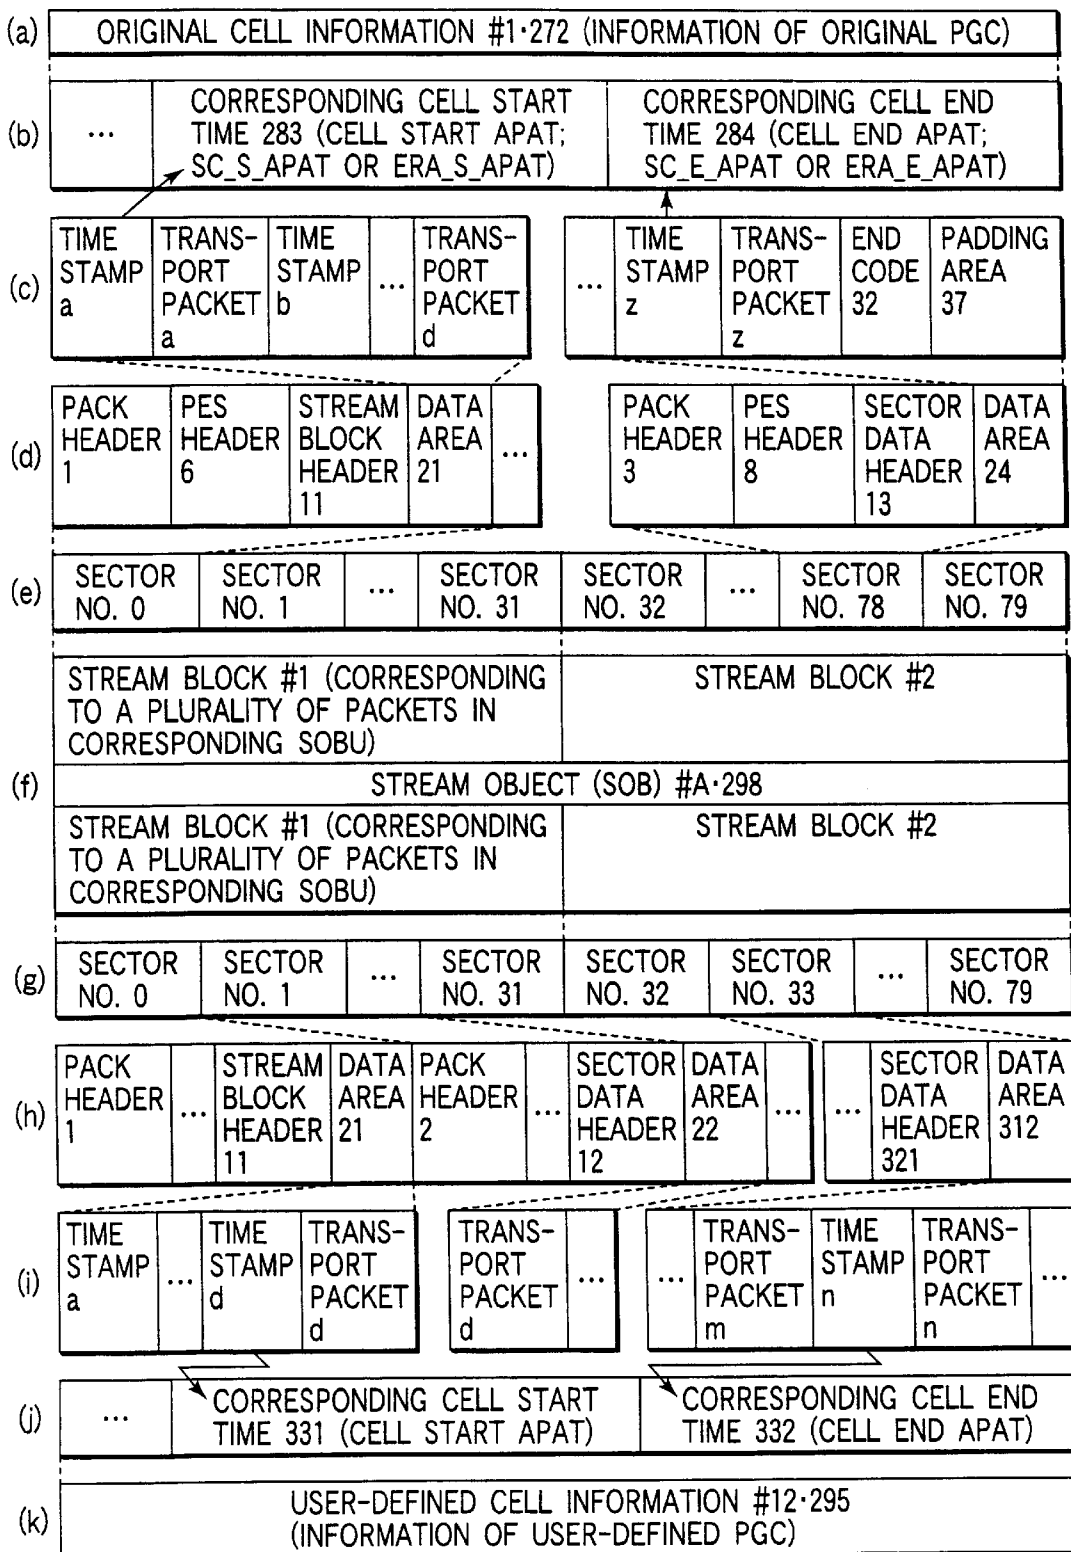 (a) ORIGINAL CELL INFORMATION #1·272 (INFORMATION OF ORIGINAL PGC)
(b)
...
CORRESPONDING CELL START
TIME 283 (CELL START APAT;
SC_S_APAT OR ERA_S_APAT)
CORRESPONDING CELL END
TIME 284 (CELL END APAT;
SC_E_APAT OR ERA_E_APAT)
(c)
TIME
STAMP
a
TRANS-
PORT
PACKET
a
TIME
STAMP
b
...
TRANS-
PORT
PACKET
d
...
TIME
STAMP
z
TRANS-
PORT
PACKET
z
END
CODE
32
PADDING
AREA
37
(d)
PACK
HEADER
1
PES
HEADER
6
STREAM
BLOCK
HEADER
11
DATA
AREA
21
...
PACK
HEADER
3
PES
HEADER
8
SECTOR
DATA
HEADER
13
DATA
AREA
24
(e)
SECTOR
NO. 0
SECTOR
NO. 1
...
SECTOR
NO. 31
SECTOR
NO. 32
...
SECTOR
NO. 78
SECTOR
NO. 79
(f)
STREAM BLOCK #1 (CORRESPONDING
TO A PLURALITY OF PACKETS IN
CORRESPONDING SOBU)
STREAM BLOCK #2
STREAM OBJECT (SOB) #A·298
STREAM BLOCK #1 (CORRESPONDING
TO A PLURALITY OF PACKETS IN
CORRESPONDING SOBU)
STREAM BLOCK #2
(g)
SECTOR
NO. 0
SECTOR
NO. 1
...
SECTOR
NO. 31
SECTOR
NO. 32
SECTOR
NO. 33
...
SECTOR
NO. 79
(h)
PACK
HEADER
1
...
STREAM
BLOCK
HEADER
11
DATA
AREA
21
PACK
HEADER
2
...
SECTOR
DATA
HEADER
12
DATA
AREA
22
...
...
SECTOR
DATA
HEADER
321
DATA
AREA
312
(i)
TIME
STAMP
a
...
TIME
STAMP
d
TRANS-
PORT
PACKET
d
TRANS-
PORT
PACKET
d
...
...
TRANS-
PORT
PACKET
m
TIME
STAMP
n
TRANS-
PORT
PACKET
n
...
(j)
...
CORRESPONDING CELL START
TIME 331 (CELL START APAT)
CORRESPONDING CELL END
TIME 332 (CELL END APAT)
(k)
USER-DEFINED CELL INFORMATION #12·295
(INFORMATION OF USER-DEFINED PGC)